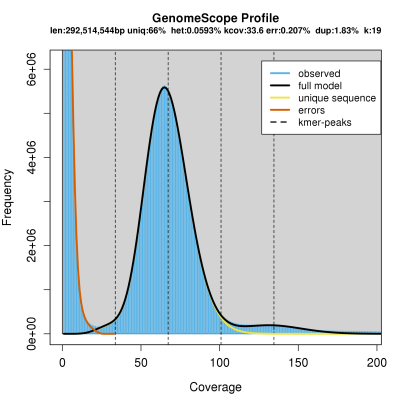 GenomeScope Profile
len:292,514,544bp uniq:66% het:0.0593% kcov:33.6 err:0.207% dup:1.83% k:19
observed
full model
unique sequence
errors
kmer-peaks
Frequency
6e+06
4e+06
2e+06
0e+00
0 50 100 150 200
Coverage